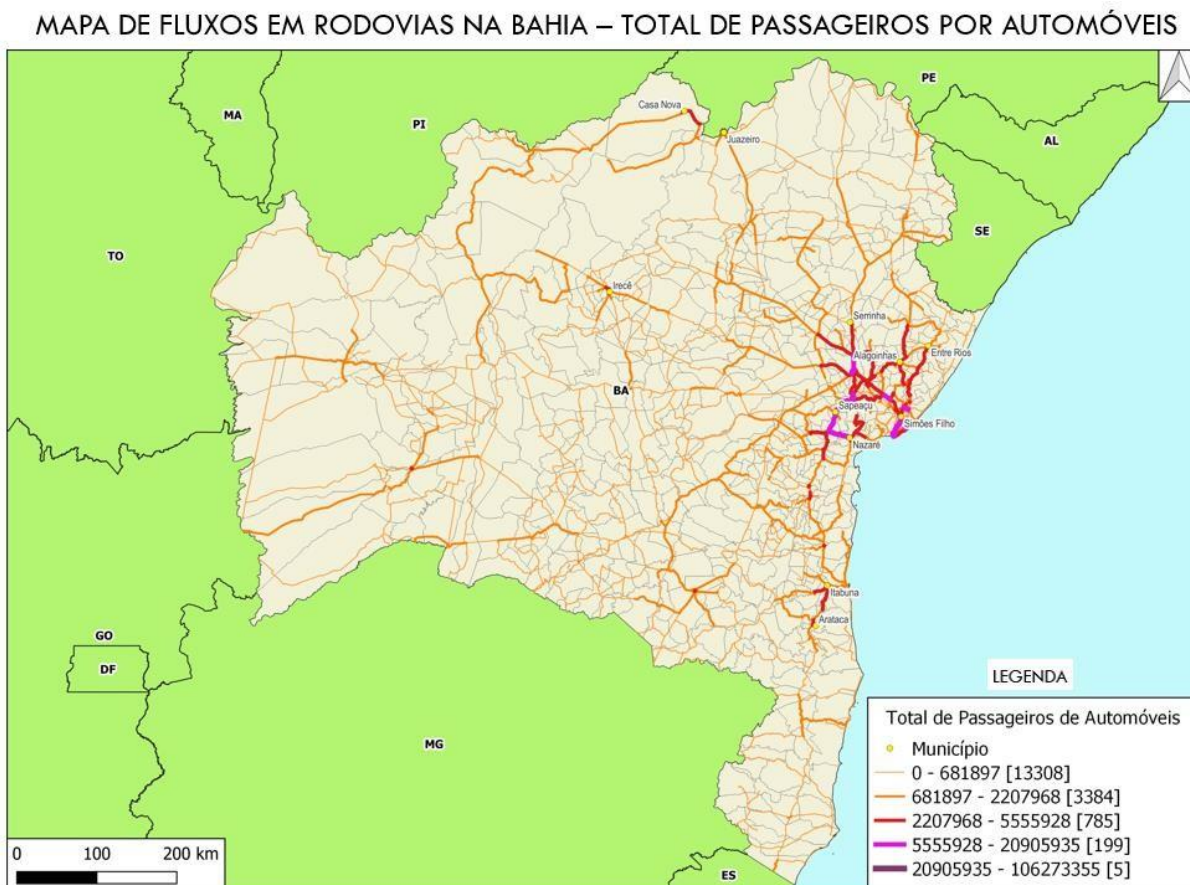 MAPA DE FLUXOS EM RODOVIAS NA BAHIA – TOTAL DE PASSAGEIROS POR AUTOMÓVEIS
PE
MA
PI
Casa Nova
Juazeiro
AL
SE
TO
Irecê
Serrinha
Alagoinhas
Entre Rios
BA
Sapeaçu
Simões Filho
Nazaré
Itabuna
Arataca
GO
DF
MG
ES
LEGENDA
Total de Passageiros de Automóveis
Município
0 - 681897 [13308]
681897 - 2207968 [3384]
2207968 - 5555928 [785]
5555928 - 20905935 [199]
20905935 - 106273355 [5]
0 100 200 km